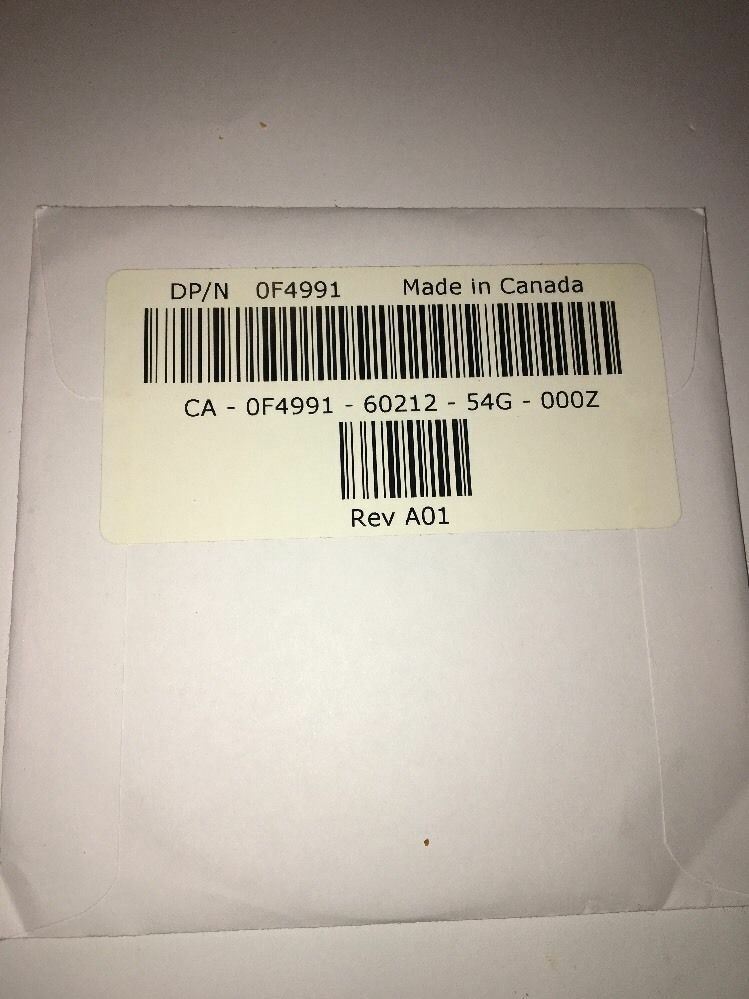 DP/N 0F4991 Made in Canada
CA - 0F4991 - 60212 - 54G - 000Z
Rev A01